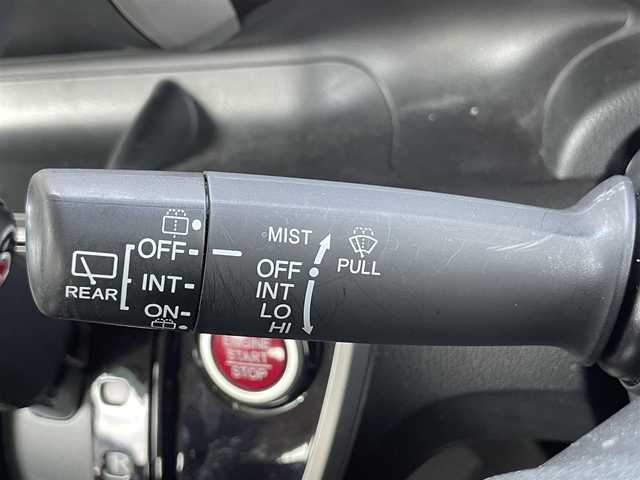 MIST
OFF
OFF
PULL
INT
INT
REAR
LO
ON
HI
ENGINE
START
STOP
R